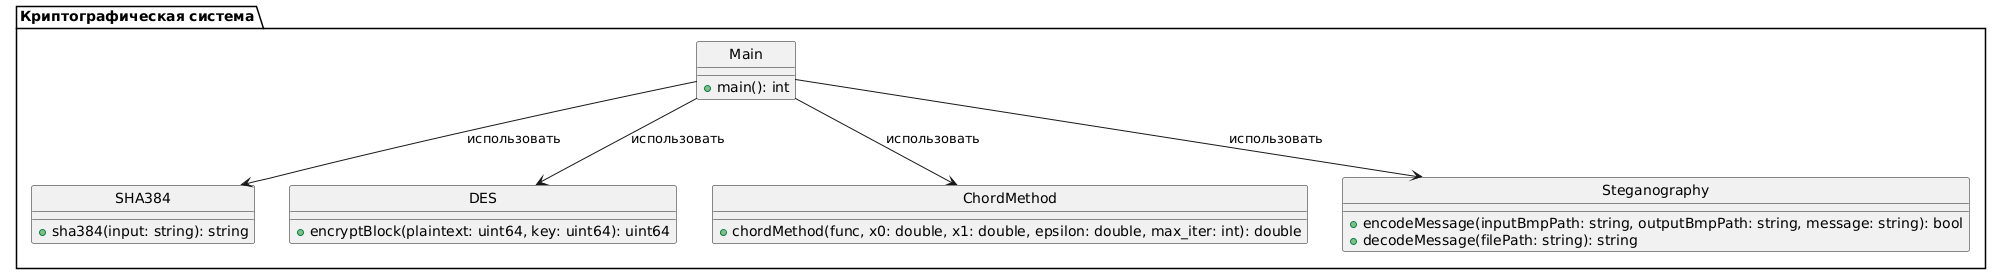 Криптографическая система
Main
main(): int
использовать
использовать
использовать
использовать
SHA384
sha384(input: string): string
DES
encryptBlock(plaintext: uint64, key: uint64): uint64
ChordMethod
chordMethod(func, x0: double, x1: double, epsilon: double, max_iter: int): double
Steganography
encodeMessage(inputBmpPath: string, outputBmpPath: string, message: string): bool
decodeMessage(filePath: string): string